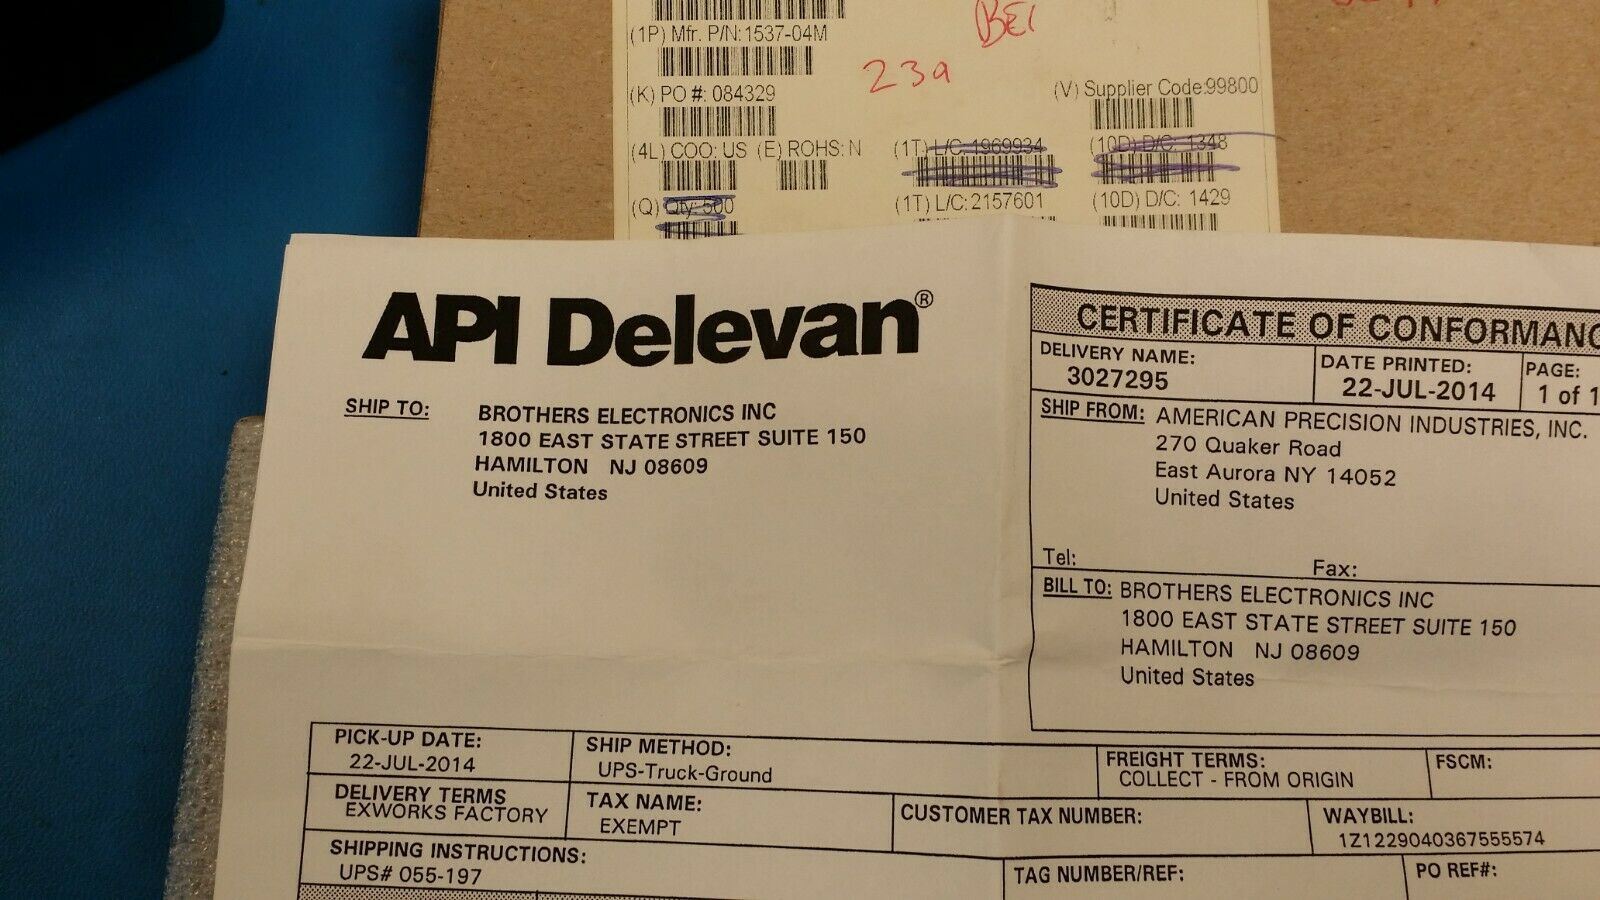 BEI
(1P) Mfr. P/N:1537-04M
23a
(K) PO #: 084329
(V) Supplier Code:99800
(4L) COO: US (E) ROHS: N
(1T) L/C: 1969934
(10D) D/C: 1348
(Q) Qty: 500
(1T) L/C:2157601
(10D) D/C: 1429
API Delevan®
SHIP TO:
BROTHERS ELECTRONICS INC
1800 EAST STATE STREET SUITE 150
HAMILTON NJ 08609
United States
CERTIFICATE OF CONFORMANC
DELIVERY NAME:
3027295
DATE PRINTED:
22-JUL-2014
PAGE:
1 of 1
SHIP FROM: AMERICAN PRECISION INDUSTRIES, INC.
270 Quaker Road
East Aurora NY 14052
United States
Tel:
Fax:
BILL TO: BROTHERS ELECTRONICS INC
1800 EAST STATE STREET SUITE 150
HAMILTON NJ 08609
United States
PICK-UP DATE:
22-JUL-2014
SHIP METHOD:
UPS-Truck-Ground
FREIGHT TERMS:
COLLECT - FROM ORIGIN
FSCM:
DELIVERY TERMS
EXWORKS FACTORY
TAX NAME:
EXEMPT
CUSTOMER TAX NUMBER:
WAYBILL:
1Z1229040367555574
SHIPPING INSTRUCTIONS:
UPS# 055-197
TAG NUMBER/REF:
PO REF#: